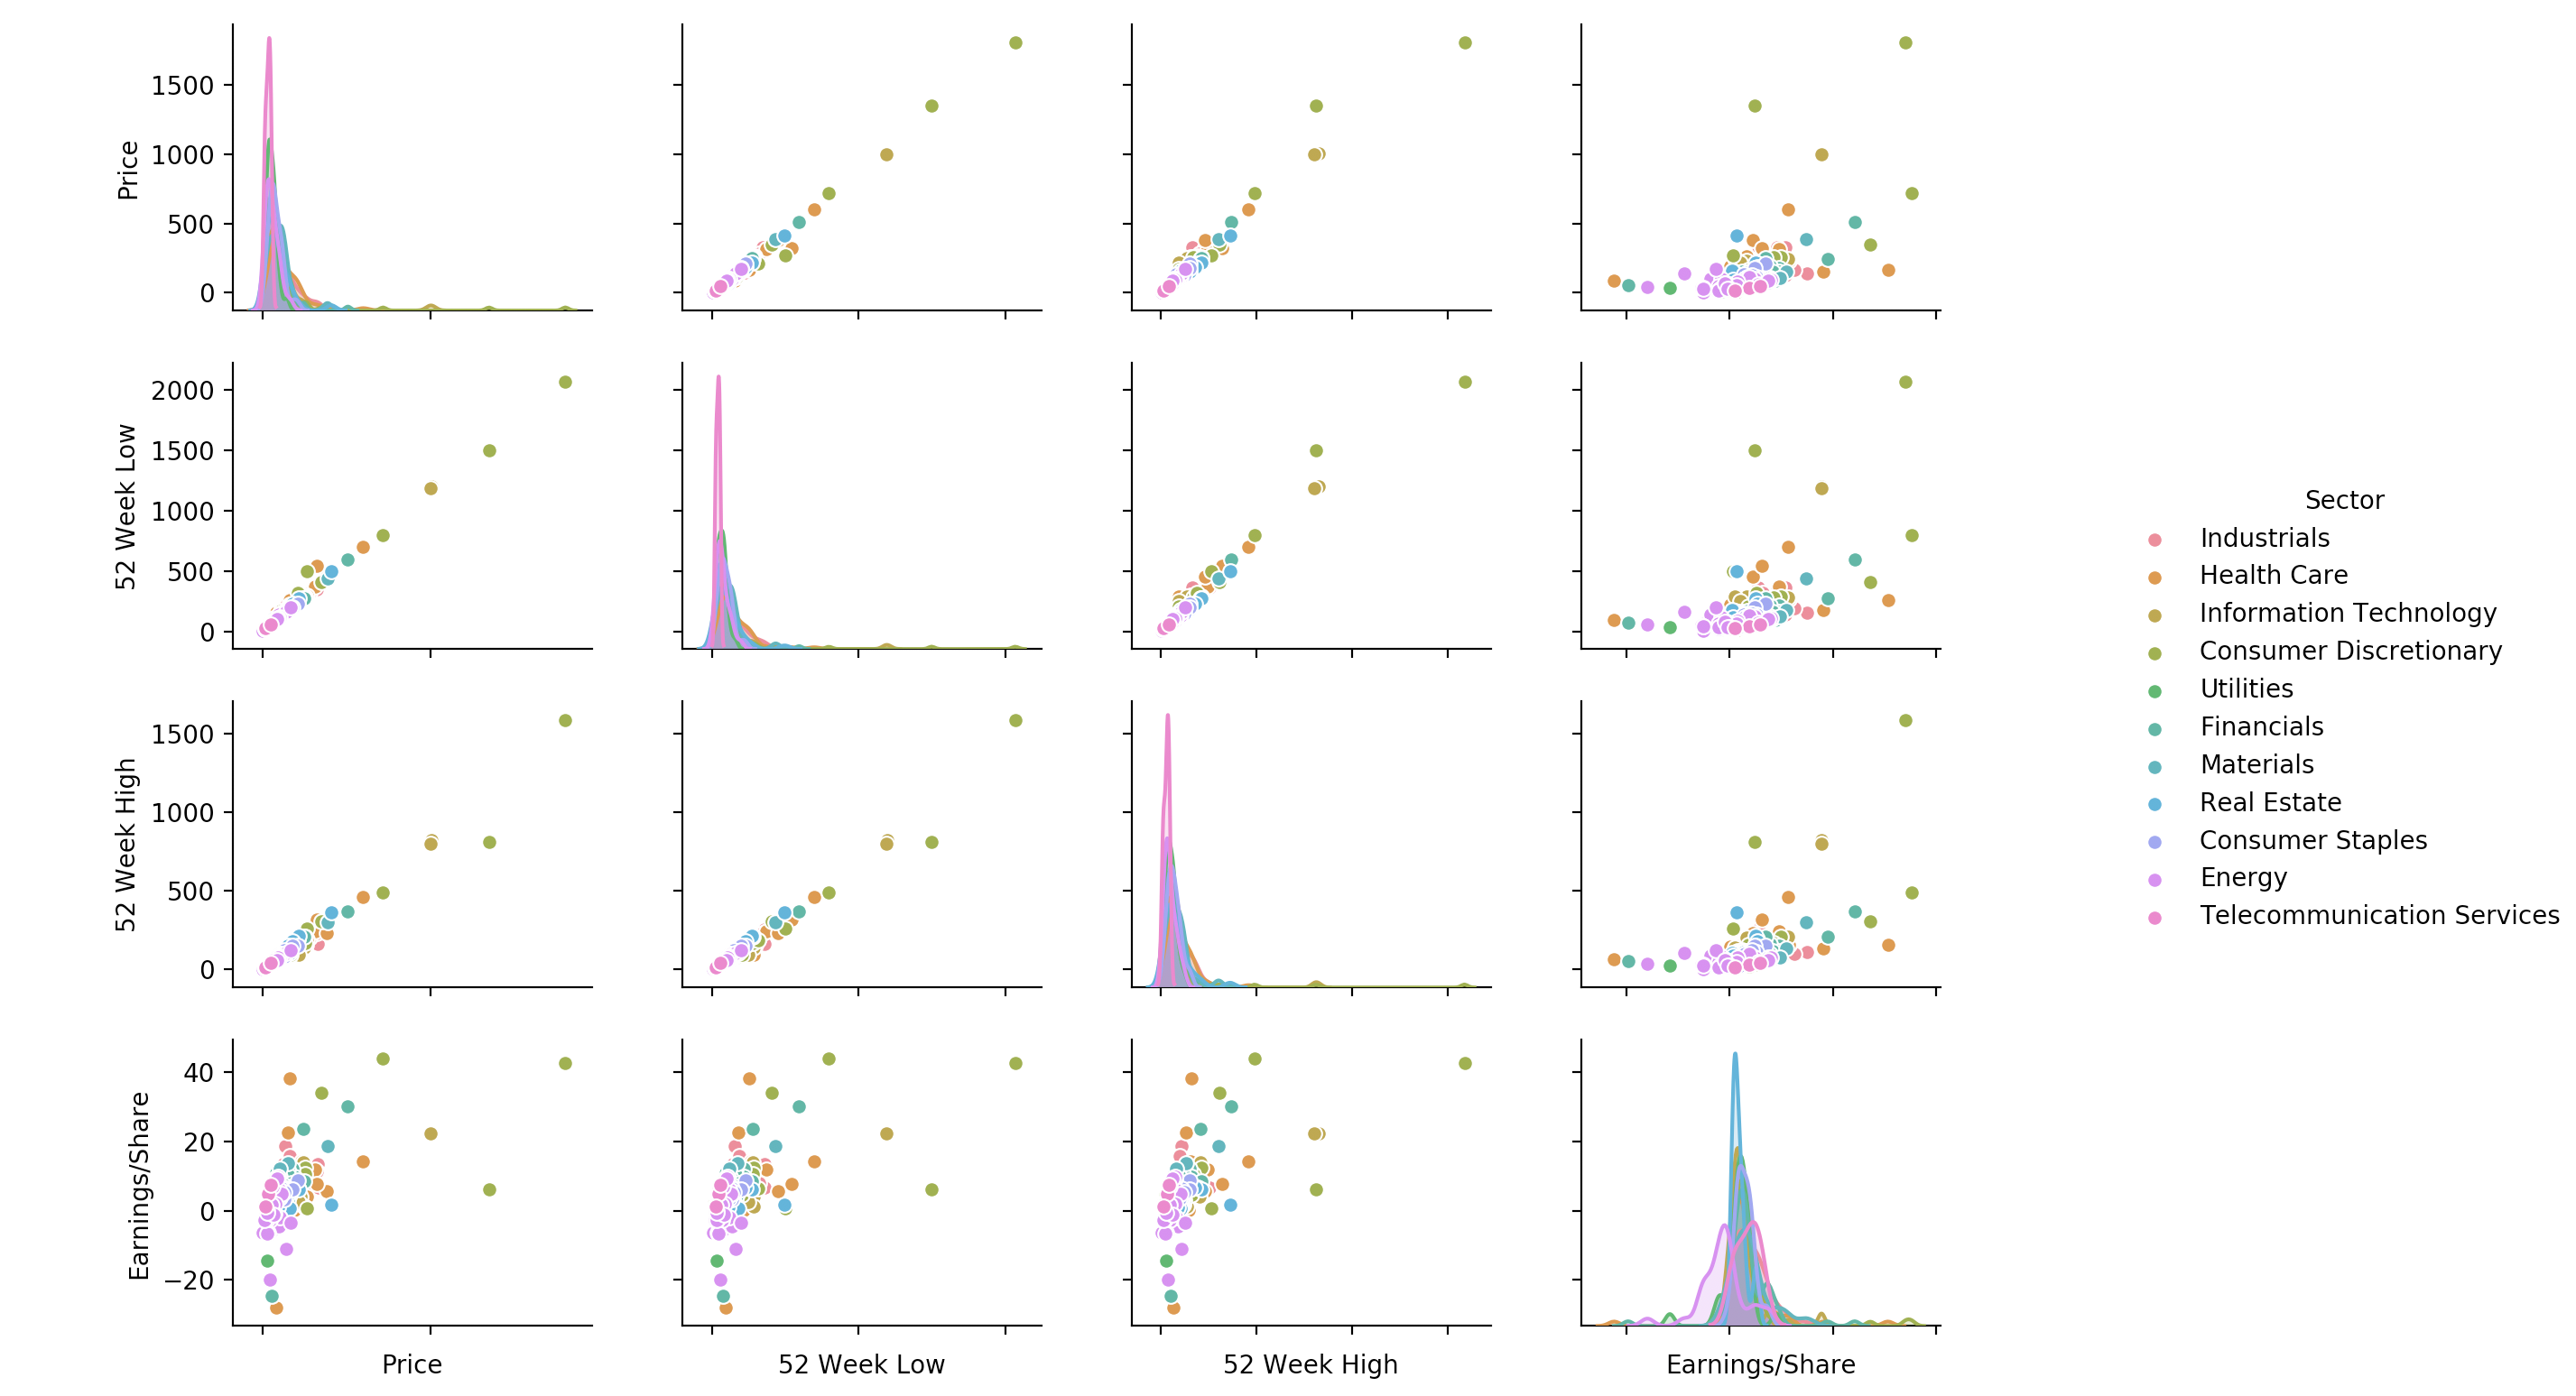 Price
1500
1000
500
0
52 Week Low
2000
1500
1000
500
0
52 Week High
1500
1000
500
0
Earnings/Share
40
20
0
−20
Price
52 Week Low
52 Week High
Earnings/Share
Sector
Industrials
Health Care
Information Technology
Consumer Discretionary
Utilities
Financials
Materials
Real Estate
Consumer Staples
Energy
Telecommunication Services